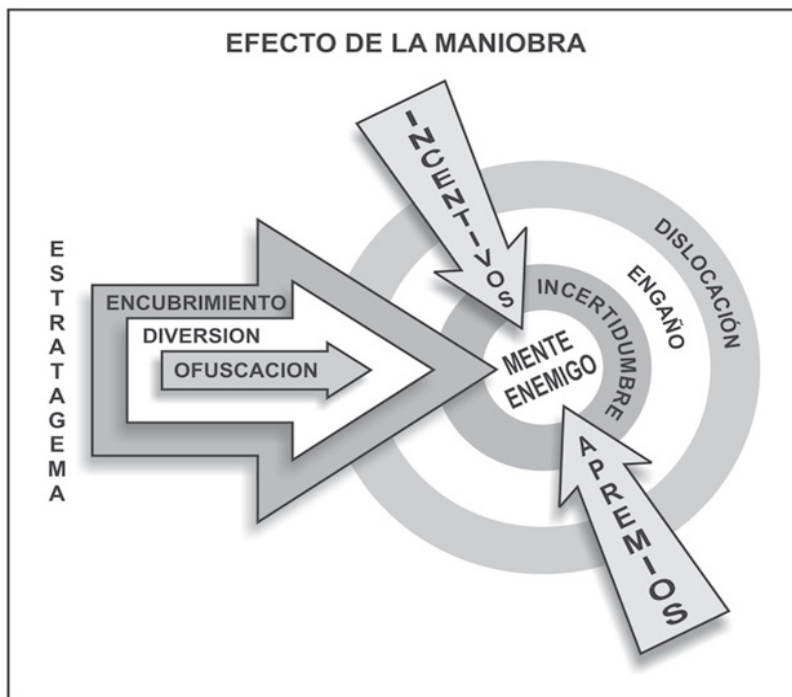 EFECTO DE LA MANIOBRA
INCENTIVOS
ESTRATAGEMA
ENCUBRIMIENTO
DIVERSION
OFUSCACION
DISLOCACIÓN
ENGAÑO
INCERTIDUMBRE
MENTE
ENEMIGO
APREMIOS